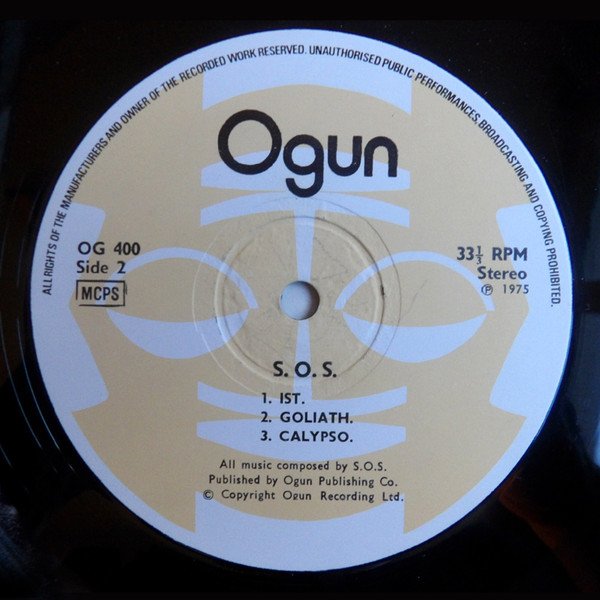 ALL RIGHTS OF THE MANUFACTURERS AND OWNER OF THE RECORDED WORK RESERVED. UNAUTHORISED PUBLIC PERFORMANCES, BROADCASTING AND COPYING PROHIBITED.
Ogun
OG 400
Side 2
MCPS
33⅓ RPM
Stereo
℗ 1975
S. O. S.
1. IST.
2. GOLIATH.
3. CALYPSO.
All music composed by S.O.S.
Published by Ogun Publishing Co.
© Copyright Ogun Recording Ltd.